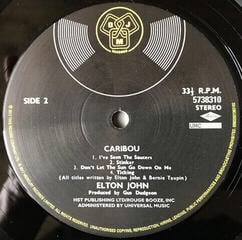 DJM
SIDE 2
33⅓ R.P.M.
5738310
STEREO
UMC
CARIBOU
1. I've Seen The Saucers
2. Stinker
3. Don't Let The Sun Go Down On Me
4. Ticking
(All titles written by Elton John & Bernie Taupin)
ELTON JOHN
Produced by Gus Dudgeon
HST PUBLISHING LTD/ROUGE BOOZE, INC
ADMINISTERED BY UNIVERSAL MUSIC